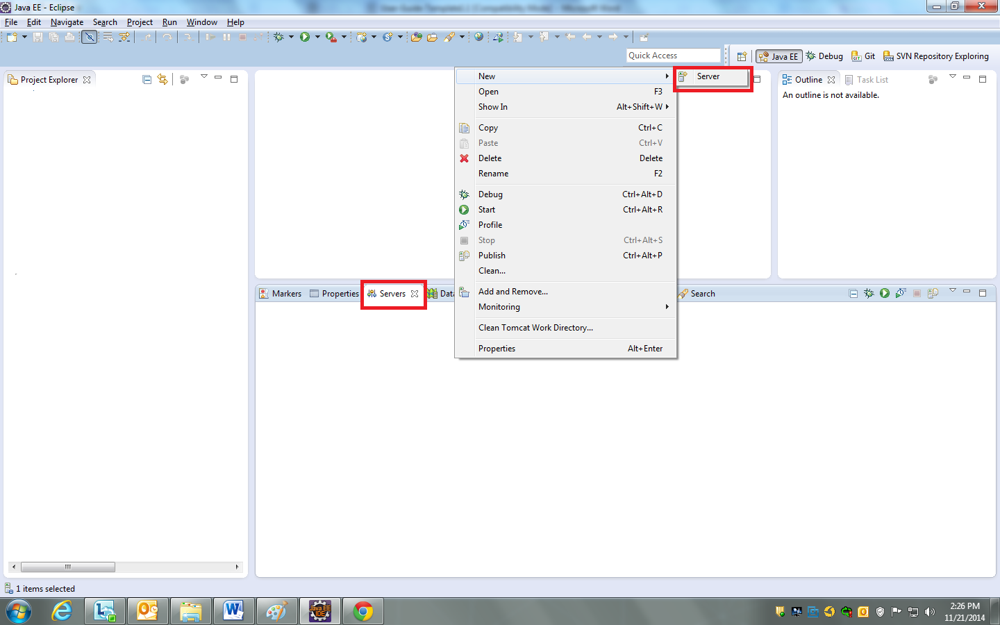 Java EE - Eclipse
File Edit Navigate Search Project Run Window Help
Quick Access
Java EE Debug Git SVN Repository Exploring
Project Explorer
Outline Task List
An outline is not available.
New
Server
Open F3
Show In Alt+Shift+W
Copy Ctrl+C
Paste Ctrl+V
Delete Delete
Rename F2
Debug Ctrl+Alt+D
Start Ctrl+Alt+R
Profile
Stop Ctrl+Alt+S
Publish Ctrl+Alt+P
Clean...
Add and Remove...
Monitoring
Clean Tomcat Work Directory...
Properties Alt+Enter
Markers Properties Servers Data Search
1 items selected
Java EE
IDE
2:26 PM
11/21/2014